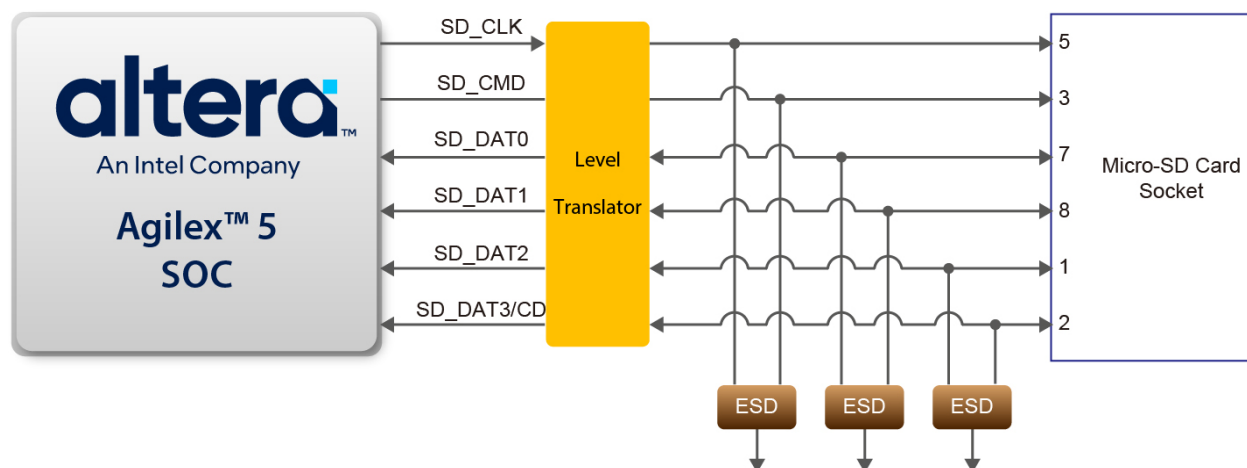 altera™
An Intel Company
Agilex™ 5
SOC
SD_CLK
SD_CMD
SD_DAT0
SD_DAT1
SD_DAT2
SD_DAT3/CD
Level
Translator
5
3
7
8
1
2
Micro-SD Card
Socket
ESD
ESD
ESD